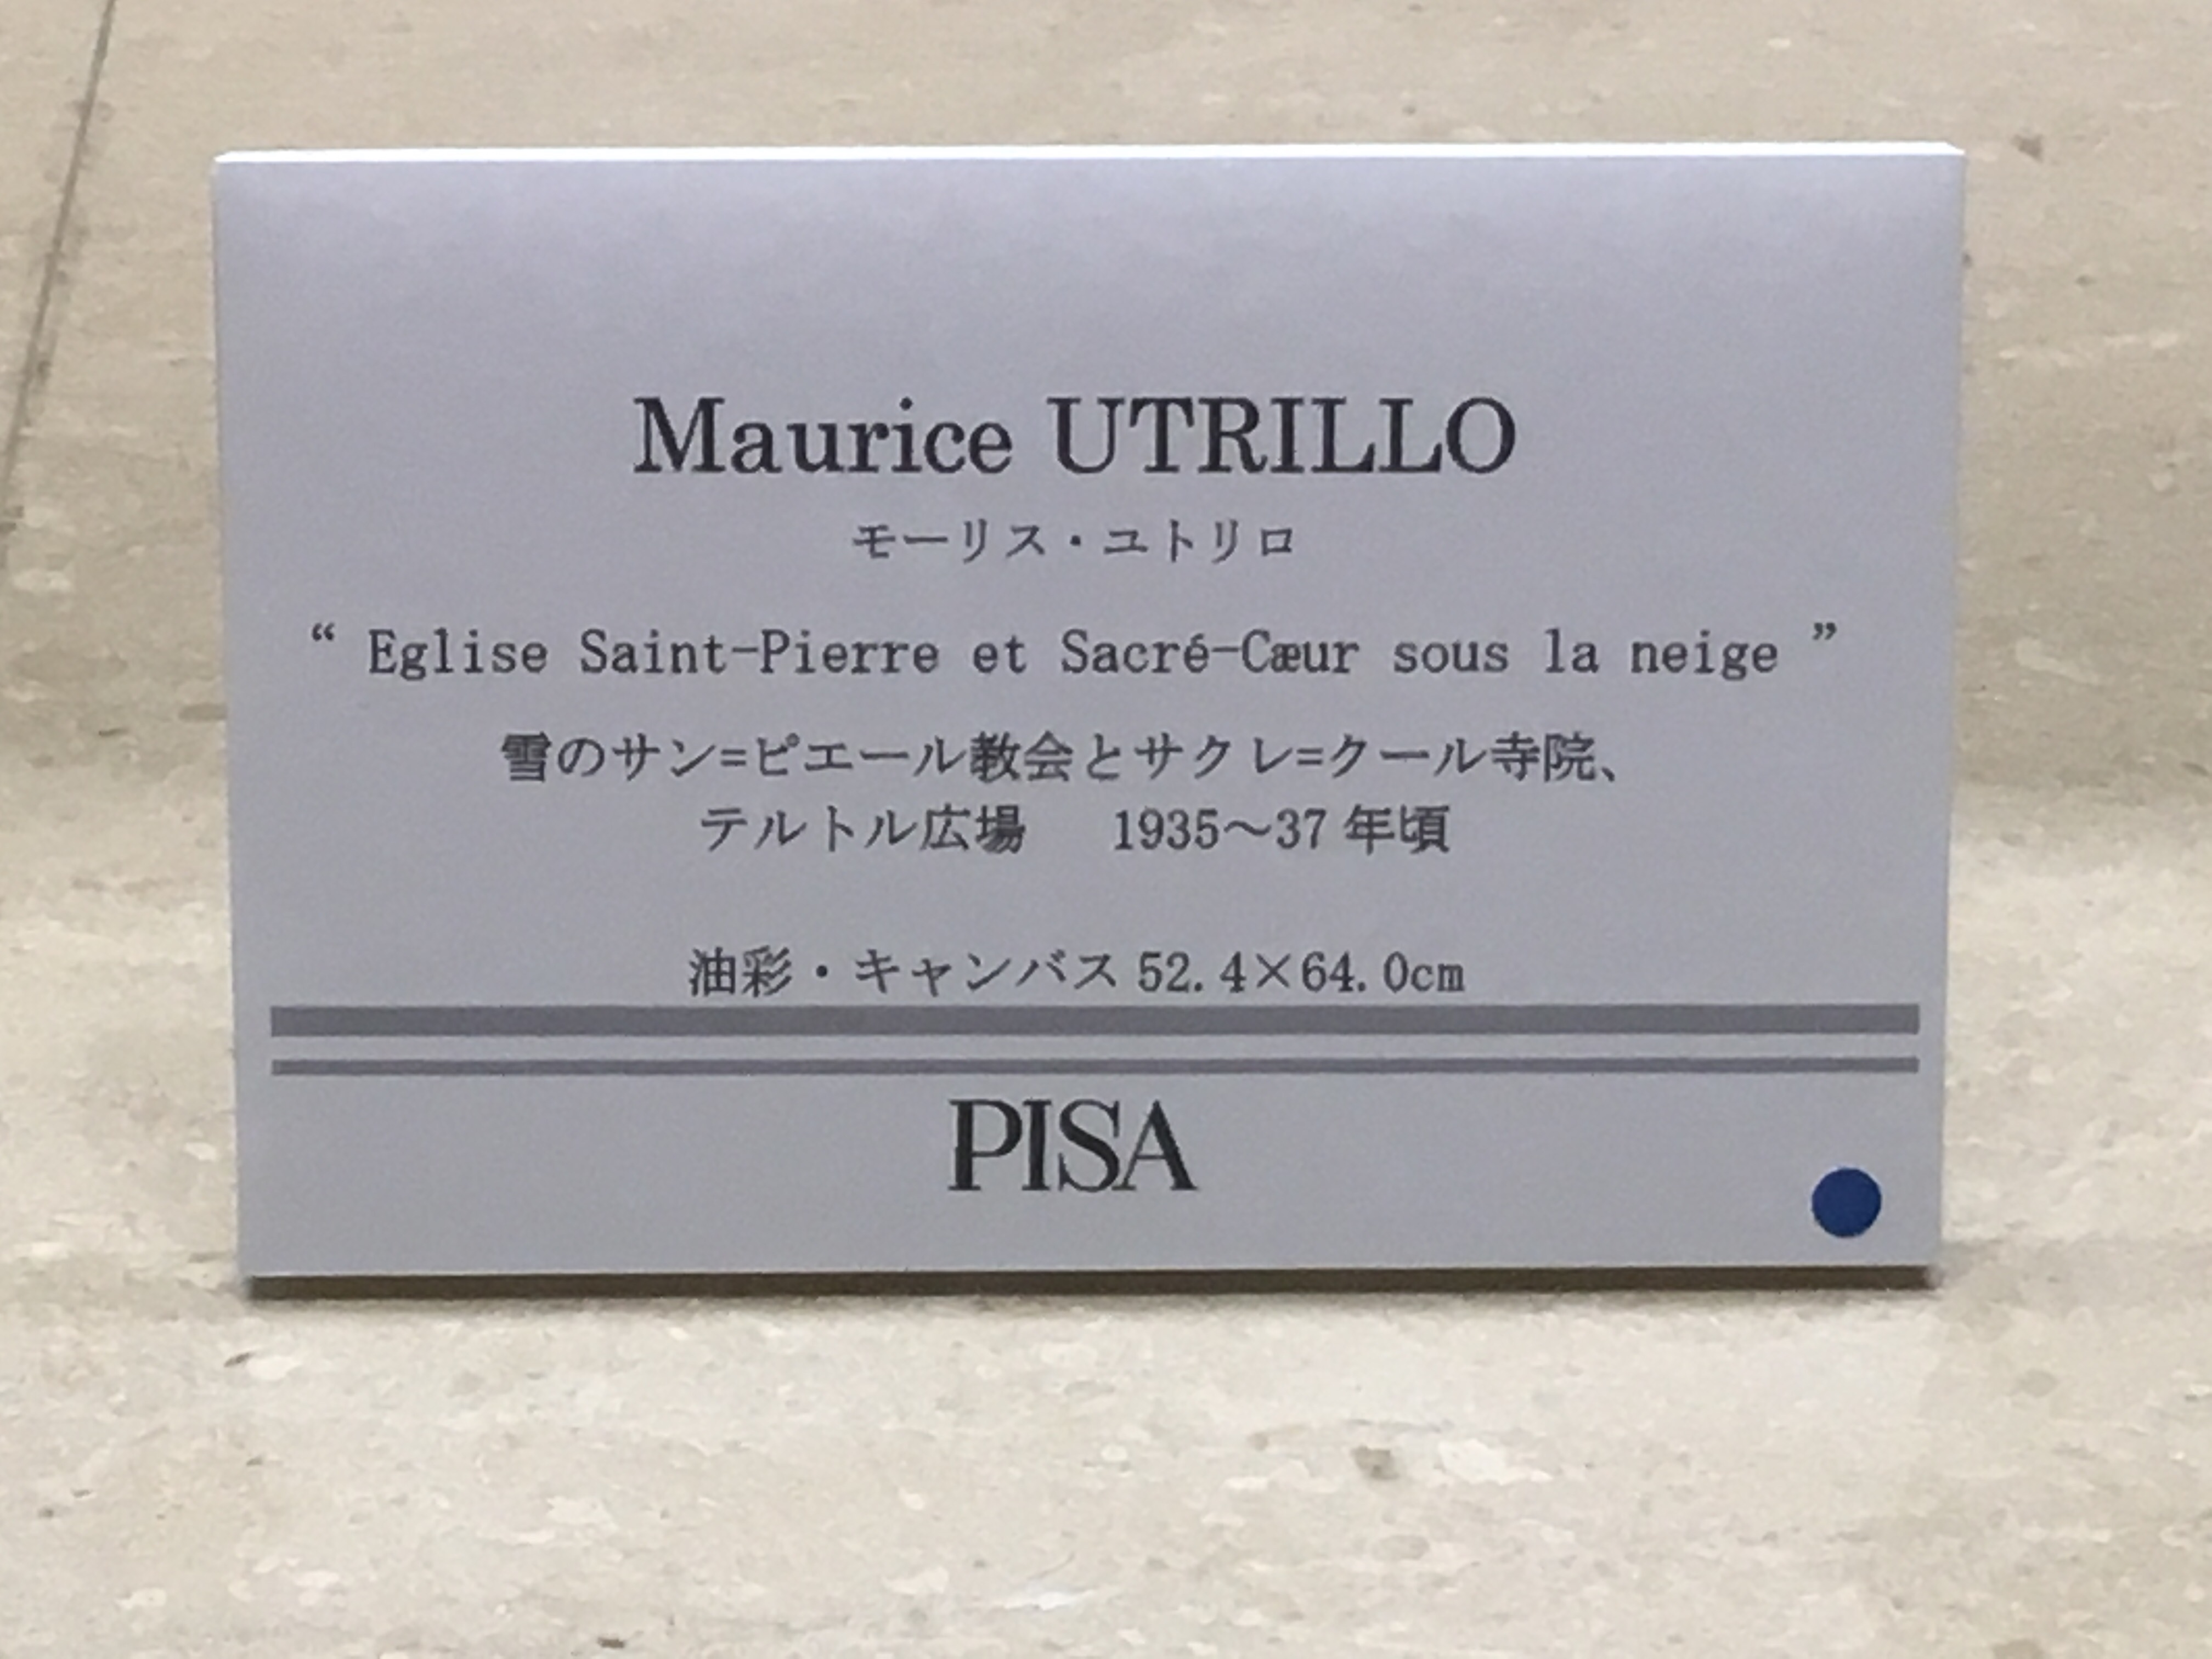 Maurice UTRILLO
モーリス・ユトリロ
“ Eglise Saint-Pierre et Sacré-Cæur sous la neige ”
雪のサン=ピエール教会とサクレ=クール寺院、
テルトル広場 1935～37 年頃
油彩・キャンバス 52.4×64.0cm
PISA